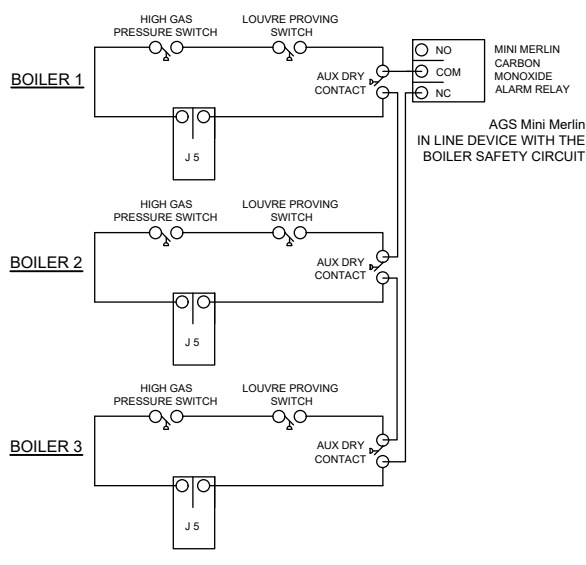 HIGH GAS
PRESSURE SWITCH
LOUVRE PROVING
SWITCH
BOILER 1
AUX DRY
CONTACT
J 5
NO
COM
NC
MINI MERLIN
CARBON
MONOXIDE
ALARM RELAY
AGS Mini Merlin
IN LINE DEVICE WITH THE
BOILER SAFETY CIRCUIT
HIGH GAS
PRESSURE SWITCH
LOUVRE PROVING
SWITCH
BOILER 2
AUX DRY
CONTACT
J 5
HIGH GAS
PRESSURE SWITCH
LOUVRE PROVING
SWITCH
BOILER 3
AUX DRY
CONTACT
J 5